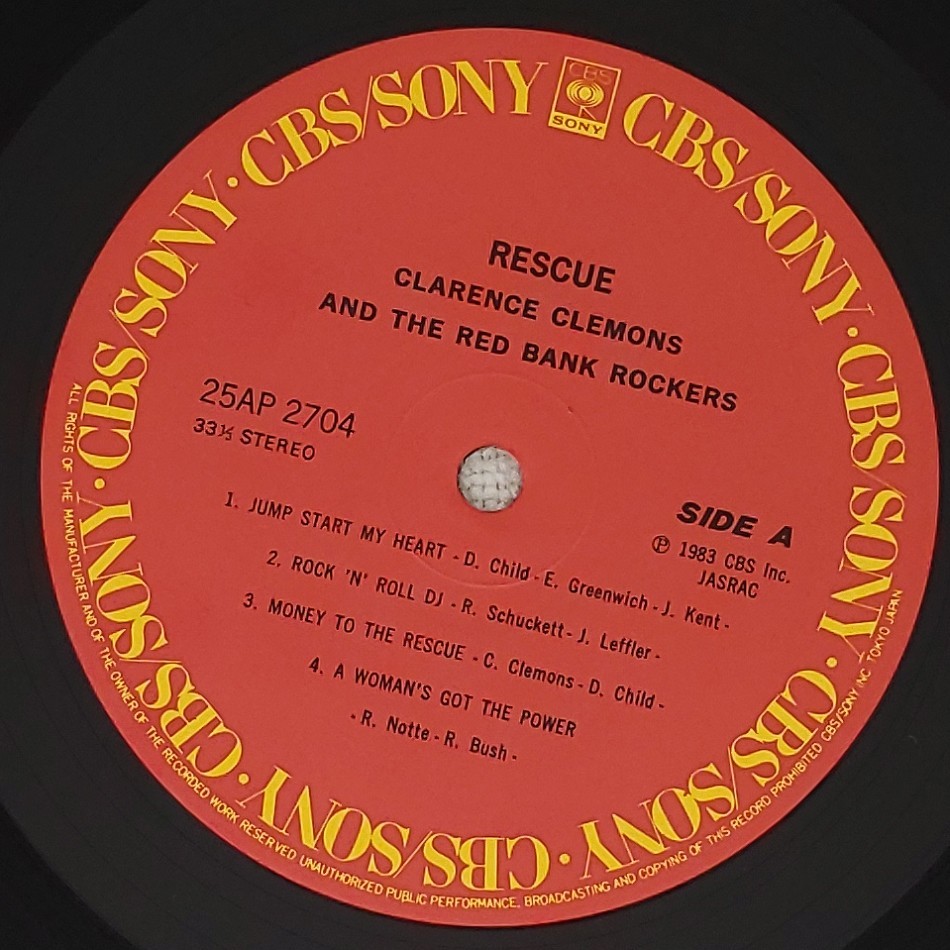 CBS/SONY CBS SONY CBS/SONY · CBS/SONY · CBS/SONY · CBS/SONY · CBS/SONY · CBS/SONY · CBS/SONY ·
RESCUE
CLARENCE CLEMONS
AND THE RED BANK ROCKERS
25AP 2704
33⅓ STEREO
SIDE A
Ⓟ 1983 CBS Inc.
JASRAC
1. JUMP START MY HEART - D. Child - E. Greenwich - J. Kent -
2. ROCK 'N' ROLL DJ - R. Schuckett - J. Leffler -
3. MONEY TO THE RESCUE - C. Clemons - D. Child -
4. A WOMAN'S GOT THE POWER
- R. Notte - R. Bush -
ALL RIGHTS OF THE MANUFACTURER AND OF THE OWNER OF THE RECORDED WORK RESERVED UNAUTHORIZED PUBLIC PERFORMANCE, BROADCASTING AND COPYING OF THIS RECORD PROHIBITED CBS/SONY INC TOKYO JAPAN